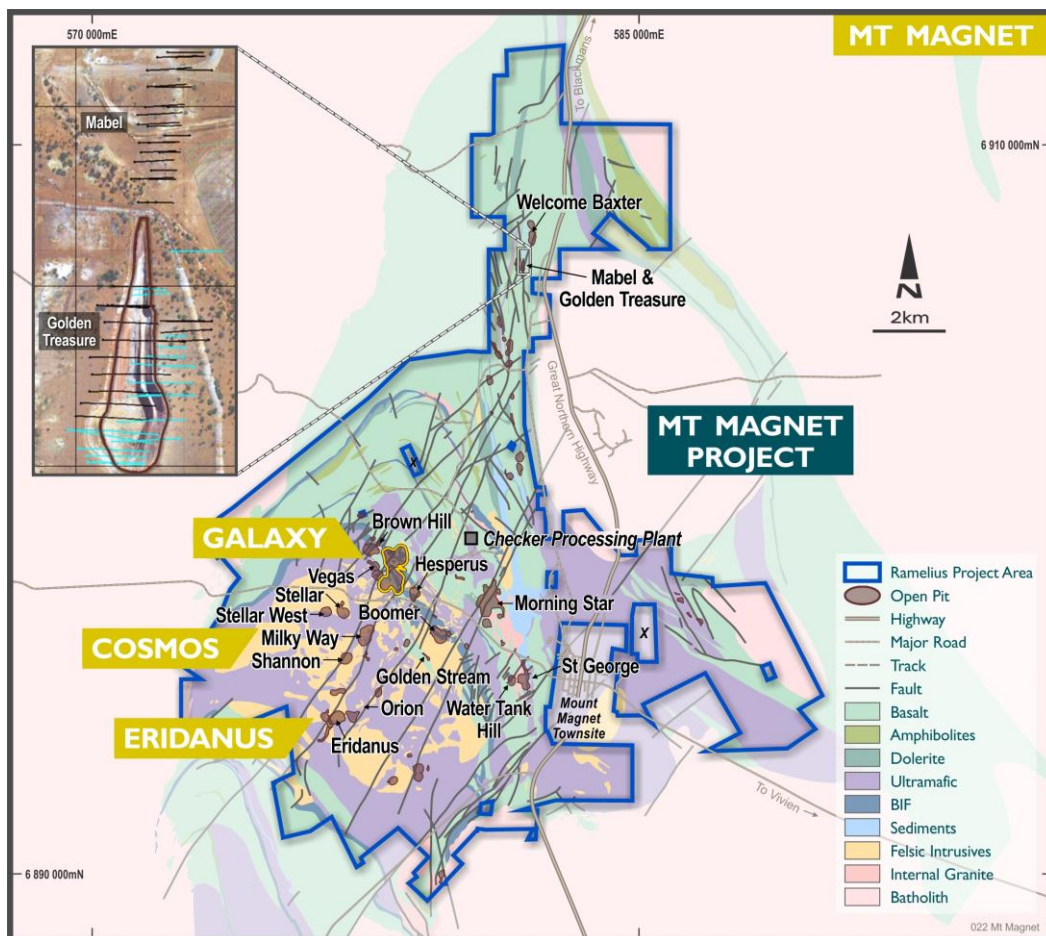 570 000mE
585 000mE
MT MAGNET
Mabel
Golden
Treasure
To Blackmans
6 910 000mN
Welcome Baxter
Mabel &
Golden Treasure
N
2km
Great Northern Highway
MT MAGNET
PROJECT
x
GALAXY
Brown Hill
Checker Processing Plant
Vegas
Hesperus
Stellar
Stellar West
Boomer
Morning Star
COSMOS
Milky Way
Shannon
Golden Stream
St George
x
Orion
Water Tank
Hill
Mount
Magnet
Townsite
ERIDANUS
Eridanus
To Vivien
6 890 000mN
Ramelius Project Area
Open Pit
Highway
Major Road
Track
Fault
Basalt
Amphibolites
Dolerite
Ultramafic
BIF
Sediments
Felsic Intrusives
Internal Granite
Batholith
022 Mt Magnet